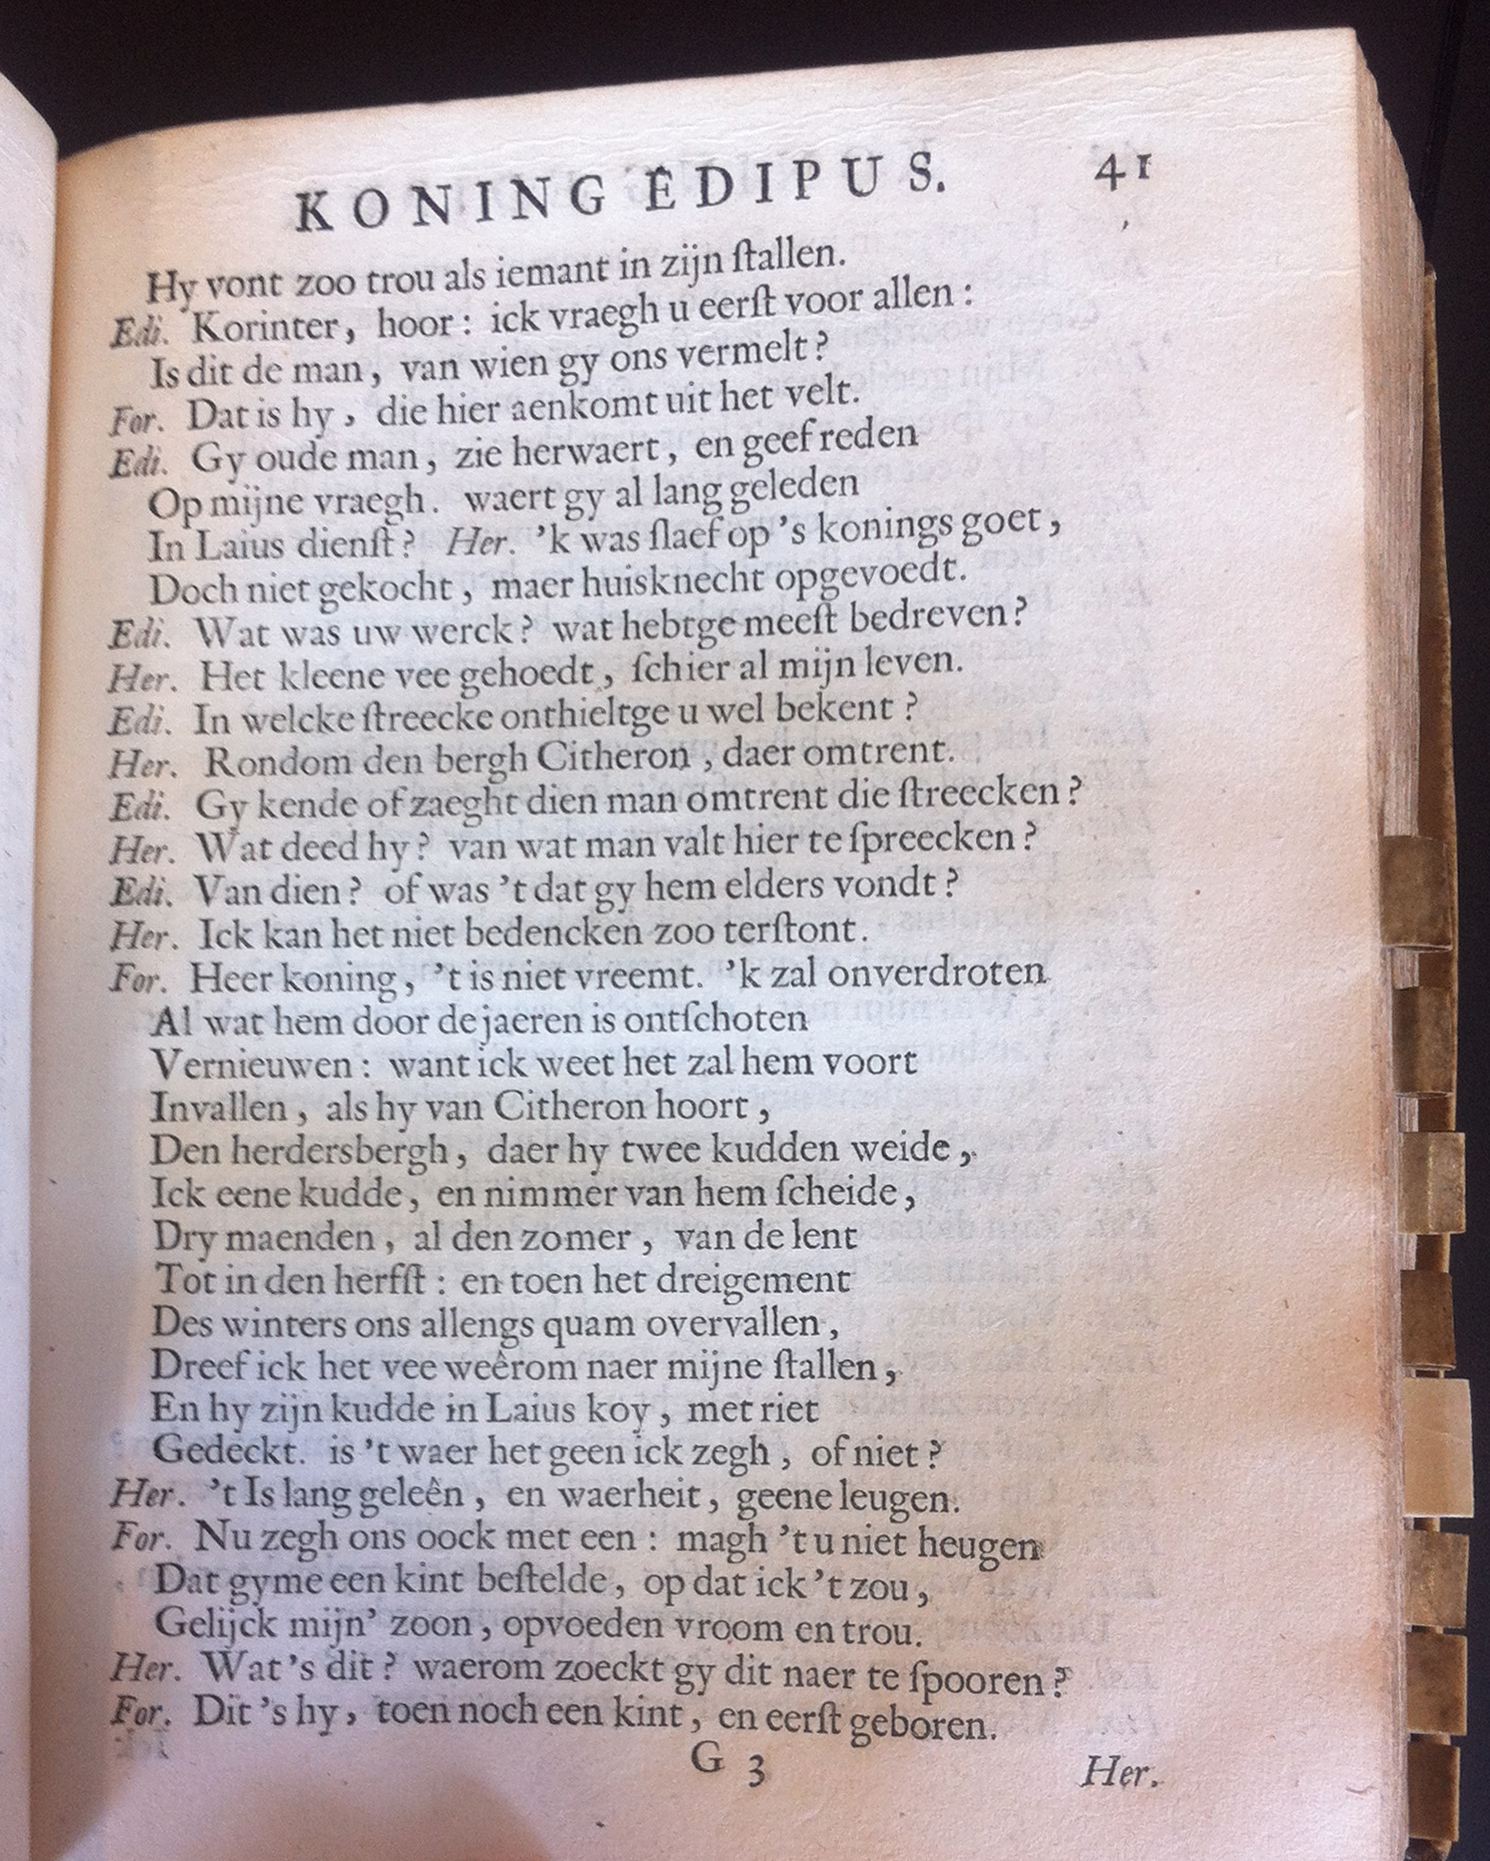 KONING EDIPUS. 41
Hy vont zoo trou als iemant in zijn ſtallen.
Edi. Korinter, hoor: ick vraegh u eerſt voor allen:
Is dit de man, van wien gy ons vermelt?
For. Dat is hy, die hier aenkomt uit het velt.
Edi. Gy oude man, zie herwaert, en geef reden
Op mijne vraegh. waert gy al lang geleden
In Laius dienſt? Her. 'k was ſlaef op 's konings goet,
Doch niet gekocht, maer huisknecht opgevoedt.
Edi. Wat was uw werck? wat hebtge meeſt bedreven?
Her. Het kleene vee gehoedt, ſchier al mijn leven.
Edi. In welcke ſtreecke onthieltge u wel bekent?
Her. Rondom den bergh Citheron, daer omtrent.
Edi. Gy kende of zaeght dien man omtrent die ſtreecken?
Her. Wat deed hy? van wat man valt hier te ſpreecken?
Edi. Van dien? of was 't dat gy hem elders vondt?
Her. Ick kan het niet bedencken zoo terſtont.
For. Heer koning, 't is niet vreemt. 'k zal onverdroten
Al wat hem door de jaeren is ontſchoten
Vernieuwen: want ick weet het zal hem voort
Invallen, als hy van Citheron hoort,
Den herdersbergh, daer hy twee kudden weide,
Ick eene kudde, en nimmer van hem ſcheide,
Dry maenden, al den zomer, van de lent
Tot in den herfſt: en toen het dreigement
Des winters ons allengs quam overvallen,
Dreef ick het vee weêrom naer mijne ſtallen,
En hy zijn kudde in Laius koy, met riet
Gedeckt. is 't waer het geen ick zegh, of niet?
Her. 't Is lang geleên, en waerheit, geene leugen.
For. Nu zegh ons oock met een: magh 't u niet heugen
Dat gy me een kint beſtelde, op dat ick 't zou,
Gelijck mijn' zoon, opvoeden vroom en trou.
Her. Wat 's dit? waerom zoeckt gy dit naer te ſpooren?
For. Dit 's hy, toen noch een kint, en eerſt geboren.
G 3 Her.